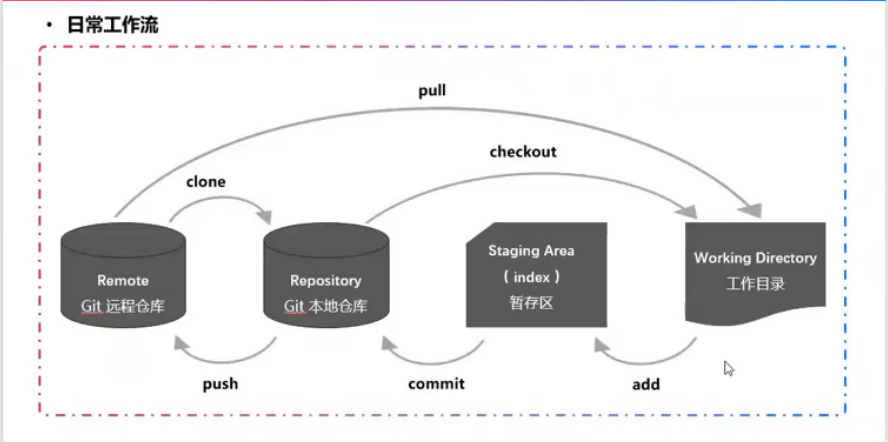 • 日常工作流
pull
checkout
clone
Remote
Git 远程仓库
Repository
Git 本地仓库
Staging Area
（index）
暂存区
Working Directory
工作目录
push
commit
add